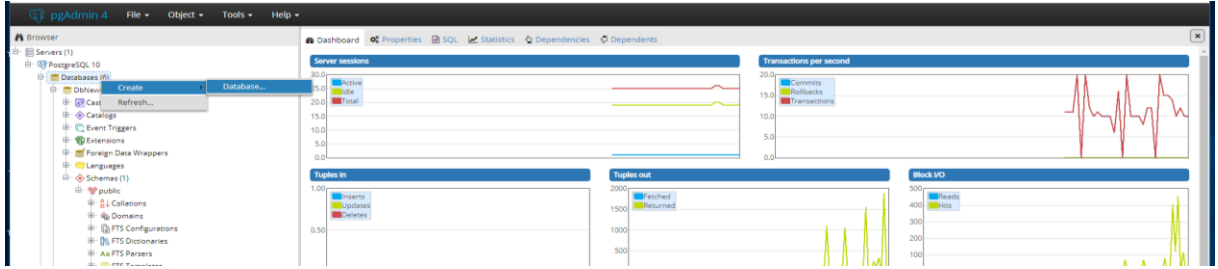 pgAdmin 4 File Object Tools Help
Browser
Dashboard Properties SQL Statistics Dependencies Dependents
Servers (1)
PostgreSQL 10
Databases (6)
Create
Database...
Refresh...
DbNew
Cast
Catalogs
Event Triggers
Extensions
Foreign Data Wrappers
Languages
Schemas (1)
public
Collations
Domains
FTS Configurations
FTS Dictionaries
FTS Parsers
FTS Templates
Server sessions
30.0
25.0
20.0
15.0
10.0
5.0
0.0
Active
Idle
Total
Transactions per second
20.0
15.0
10.0
5.0
0.0
Commits
Rollbacks
Transactions
Tuples in
1.00
0.50
Inserts
Updates
Deletes
Tuples out
2000
1500
1000
500
Fetched
Returned
Block I/O
500
400
300
200
100
Reads
Hits